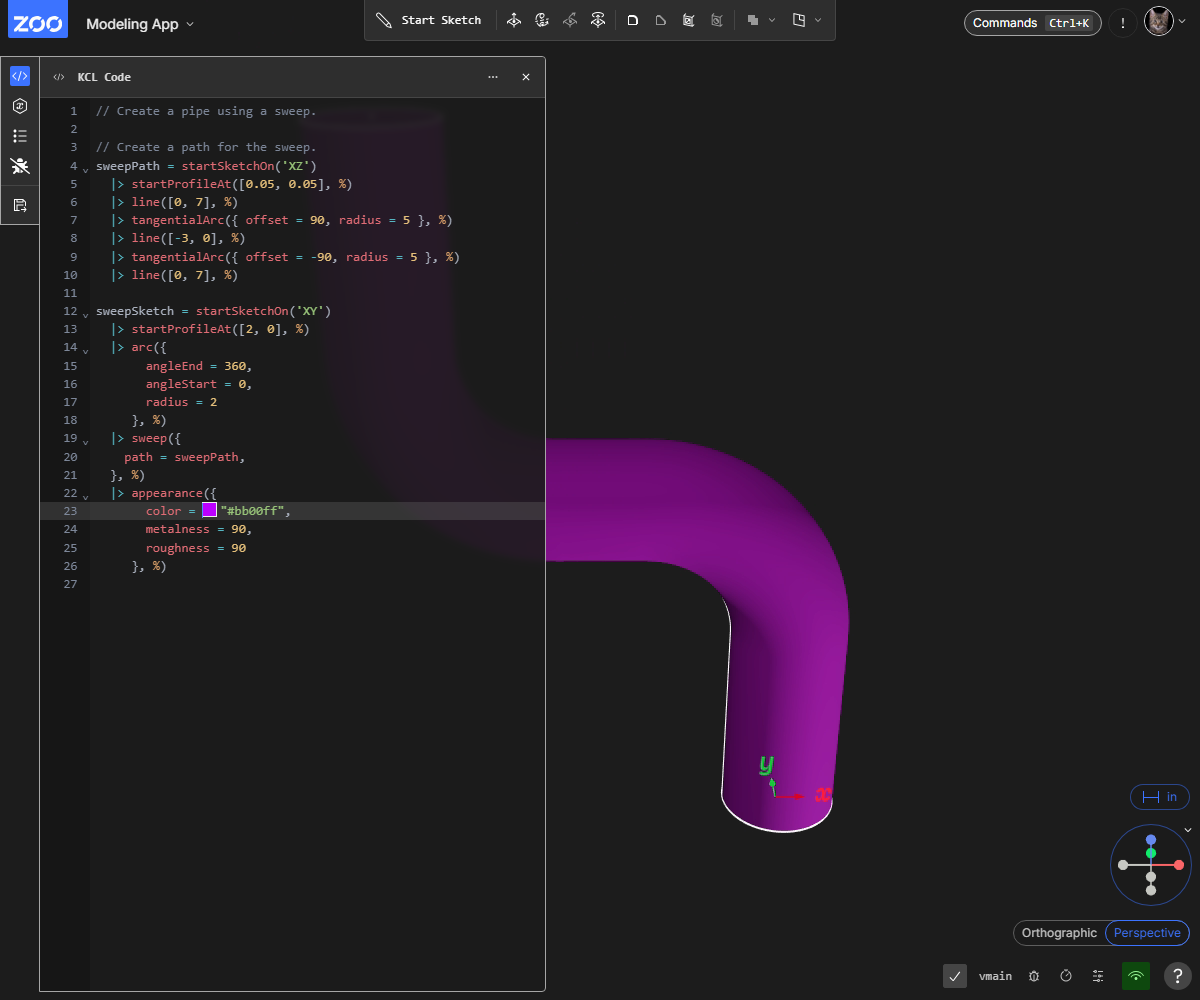 ZOO Modeling App
Start Sketch
Commands Ctrl+K
!
KCL Code
1 // Create a pipe using a sweep.
2
3 // Create a path for the sweep.
4 sweepPath = startSketchOn('XZ')
5 |> startProfileAt([0.05, 0.05], %)
6 |> line([0, 7], %)
7 |> tangentialArc({ offset = 90, radius = 5 }, %)
8 |> line([-3, 0], %)
9 |> tangentialArc({ offset = -90, radius = 5 }, %)
10 |> line([0, 7], %)
11
12 sweepSketch = startSketchOn('XY')
13 |> startProfileAt([2, 0], %)
14 |> arc({
15 angleEnd = 360,
16 angleStart = 0,
17 radius = 2
18 }, %)
19 |> sweep({
20 path = sweepPath,
21 }, %)
22 |> appearance({
23 color = "#bb00ff",
24 metalness = 90,
25 roughness = 90
26 }, %)
27
y
x
in
Orthographic Perspective
vmain
?